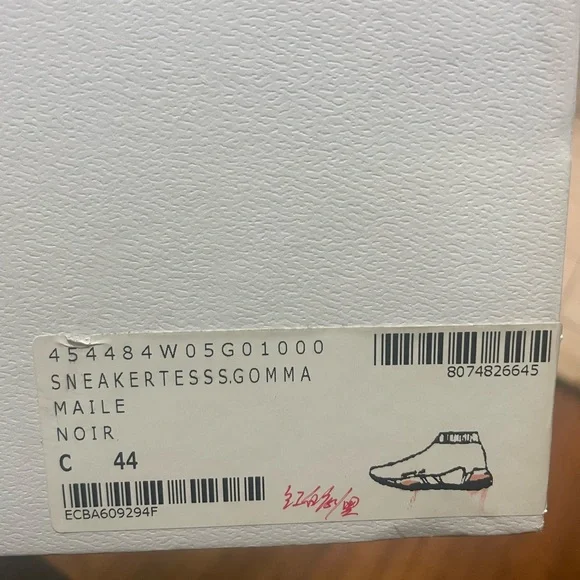 454484W05G01000
8074826645
SNEAKERTESSS.GOMMA
MAILE
NOIR
C 44
ECBA609294F